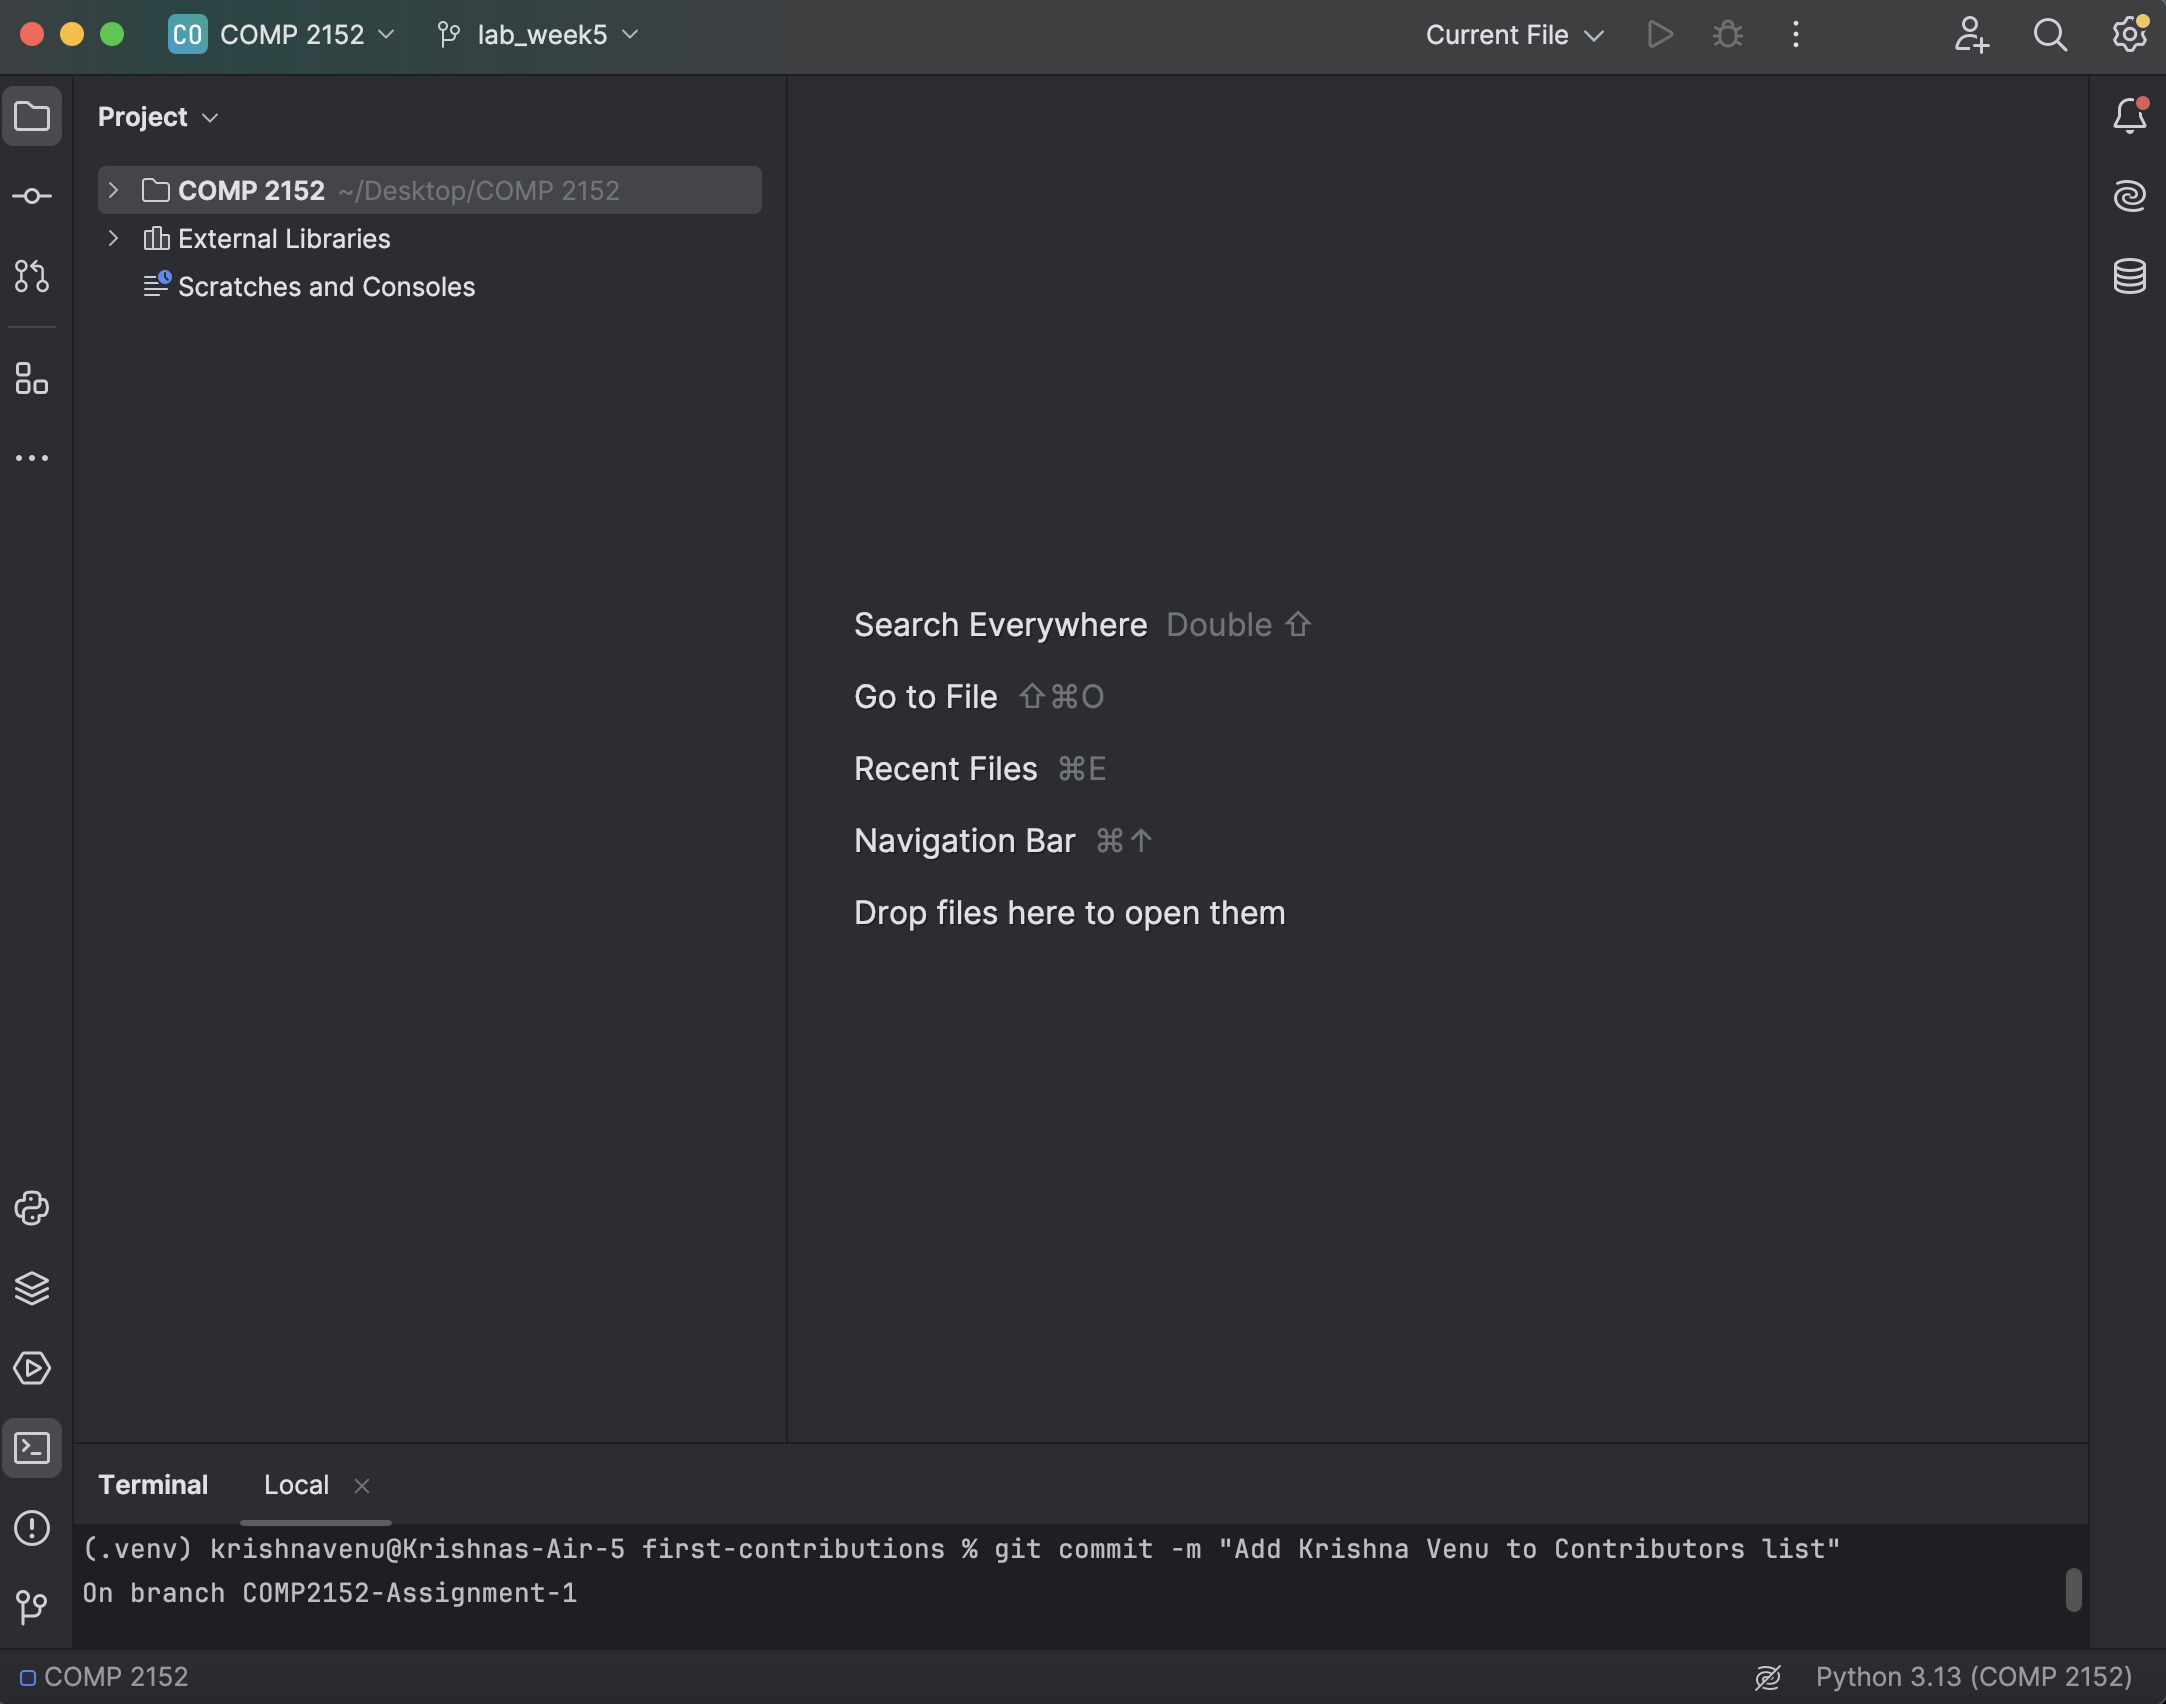 CO COMP 2152 lab_week5 Current File
Project
COMP 2152 ~/Desktop/COMP 2152
External Libraries
Scratches and Consoles
Search Everywhere Double ⇧
Go to File ⇧⌘O
Recent Files ⌘E
Navigation Bar ⌘↑
Drop files here to open them
Terminal Local
(.venv) krishnavenu@Krishnas-Air-5 first-contributions % git commit -m "Add Krishna Venu to Contributors list"
On branch COMP2152-Assignment-1
COMP 2152 Python 3.13 (COMP 2152)